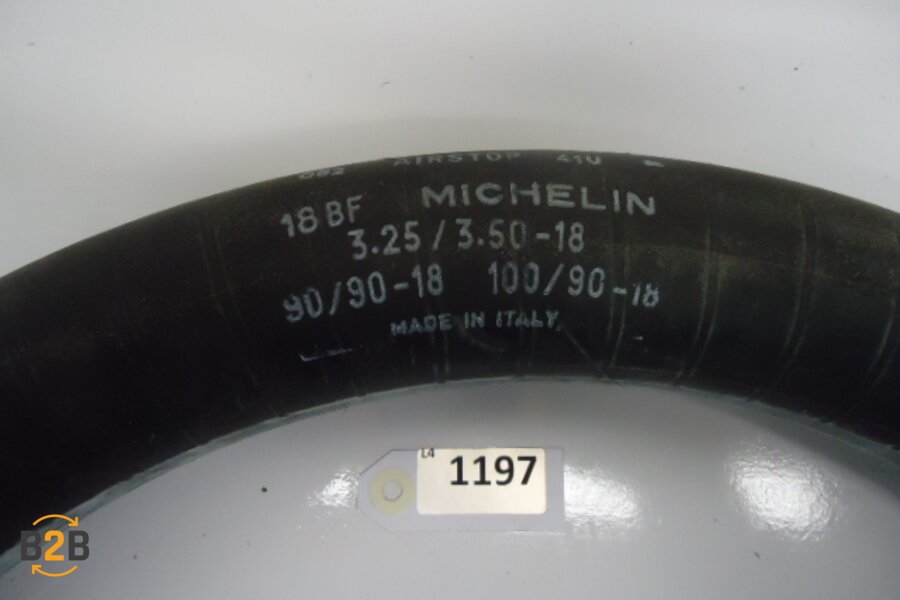 AIRSTOP 41U
18 BF MICHELIN
3.25 / 3.50-18
90/90-18 100/90-18
MADE IN ITALY
L4
1197
B2B